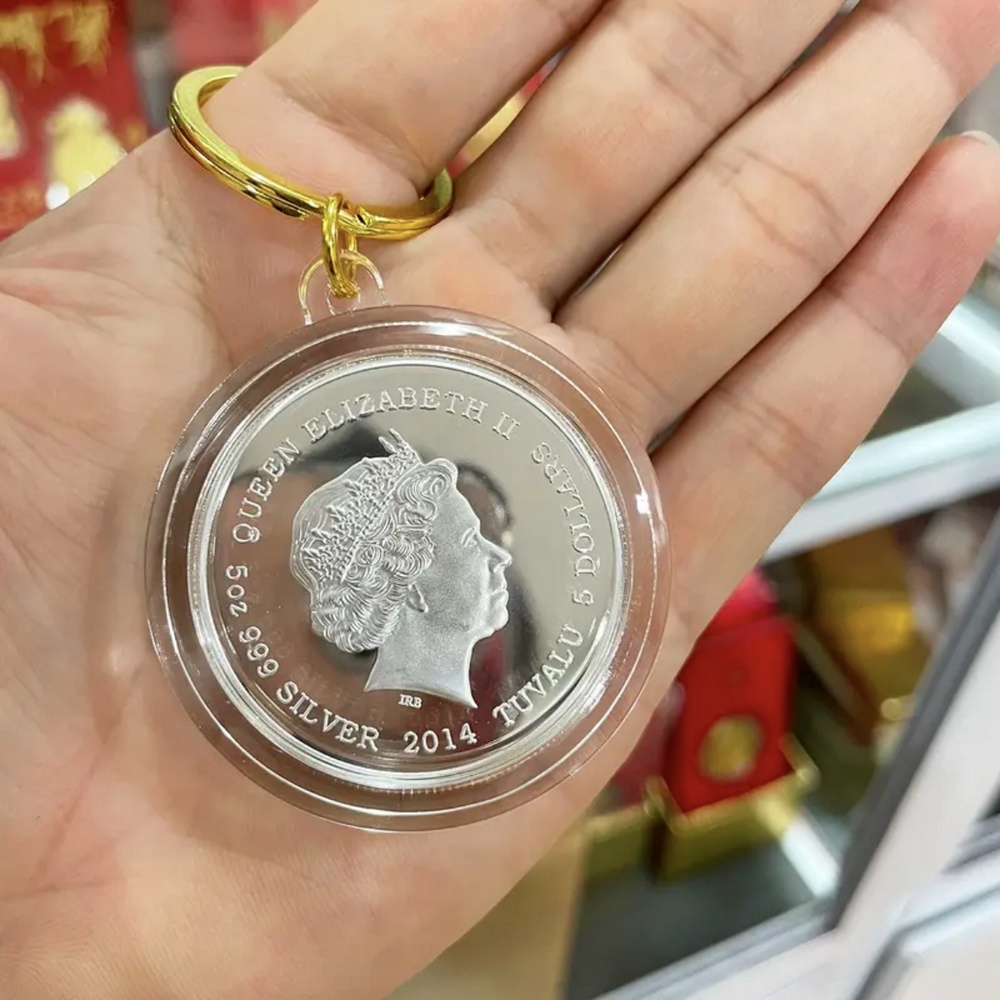 QUEEN ELIZABETH II
5 DOLLARS
TUVALU
2014
5oz 999 SILVER
IRB